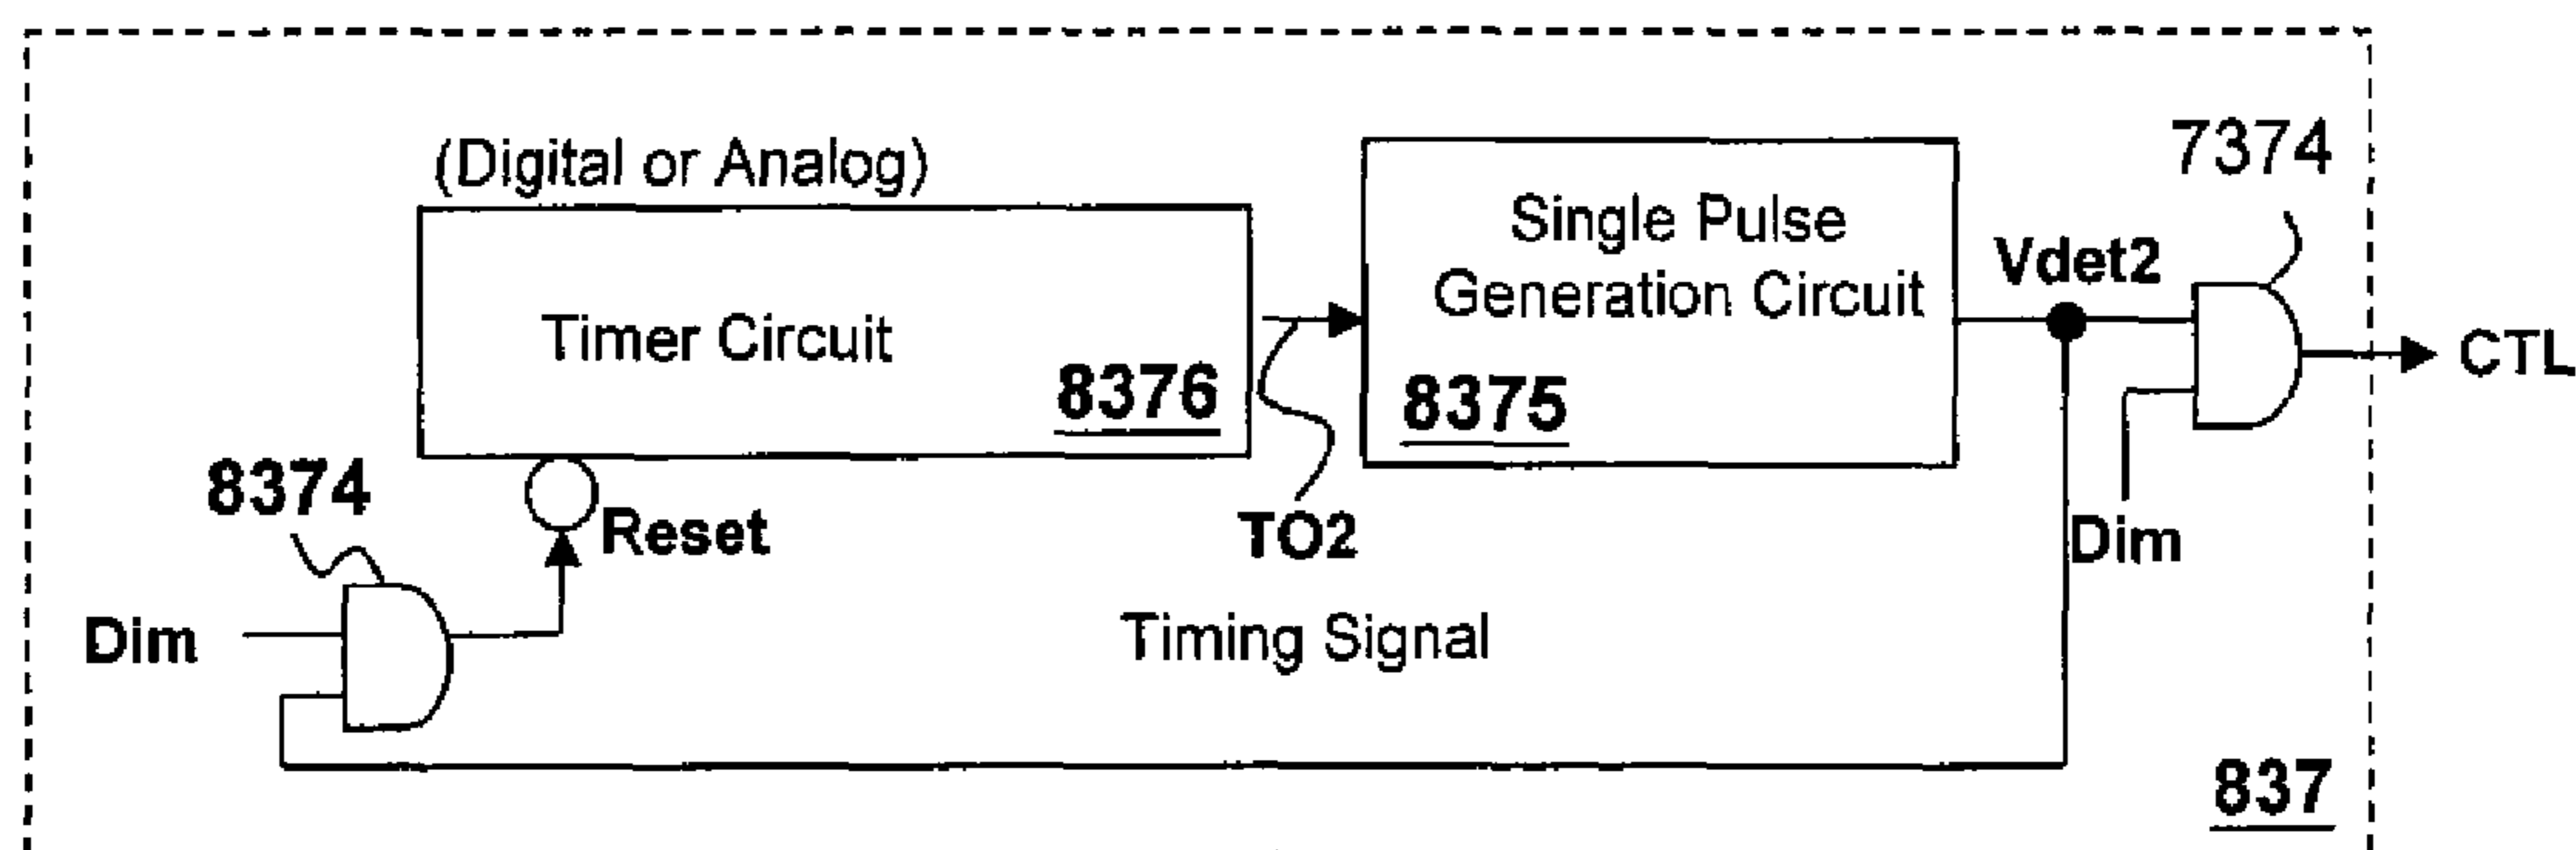 (Digital or Analog)
Timer Circuit
8376
Single Pulse
Generation Circuit
8375
7374
Vdet2
CTL
8374
Reset
TO2
Dim
Dim
Timing Signal
837